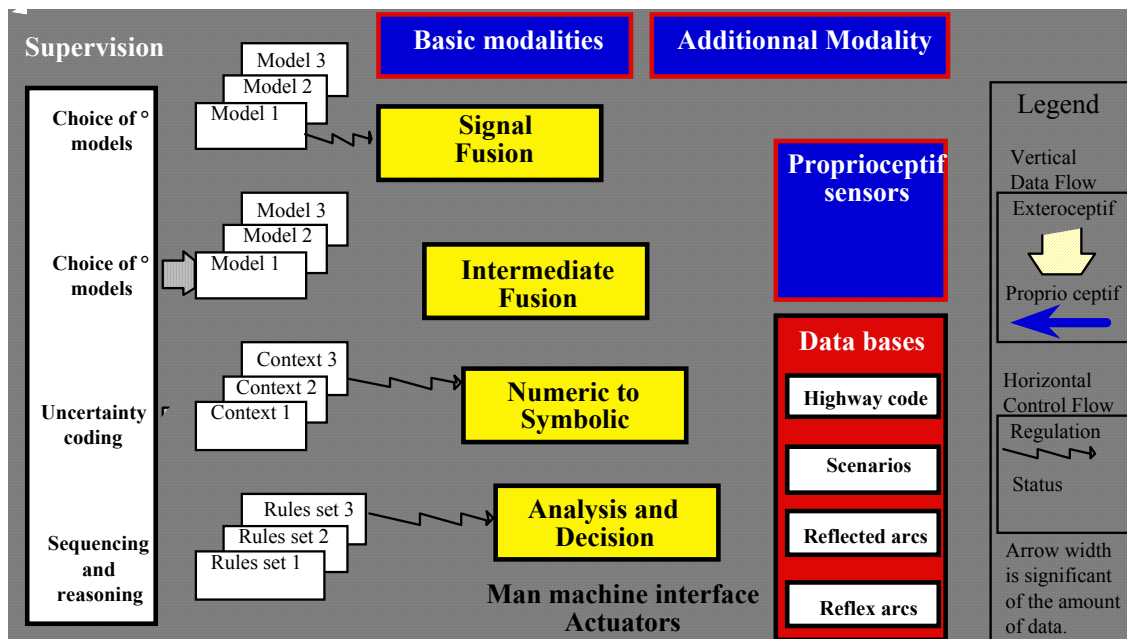 Supervision
Basic modalities
Additionnal Modality
Choice of °
models
Model 3
Model 2
Model 1
Signal
Fusion
Proprioceptif
sensors
Choice of °
models
Model 3
Model 2
Model 1
Intermediate
Fusion
Uncertainty
coding
Context 3
Context 2
Context 1
Numeric to
Symbolic
Sequencing
and
reasoning
Rules set 3
Rules set 2
Rules set 1
Analysis and
Decision
Man machine interface
Actuators
Data bases
Highway code
Scenarios
Reflected arcs
Reflex arcs
Legend
Vertical
Data Flow
Exteroceptif
Proprio ceptif
Horizontal
Control Flow
Regulation
Status
Arrow width
is significant
of the amount
of data.